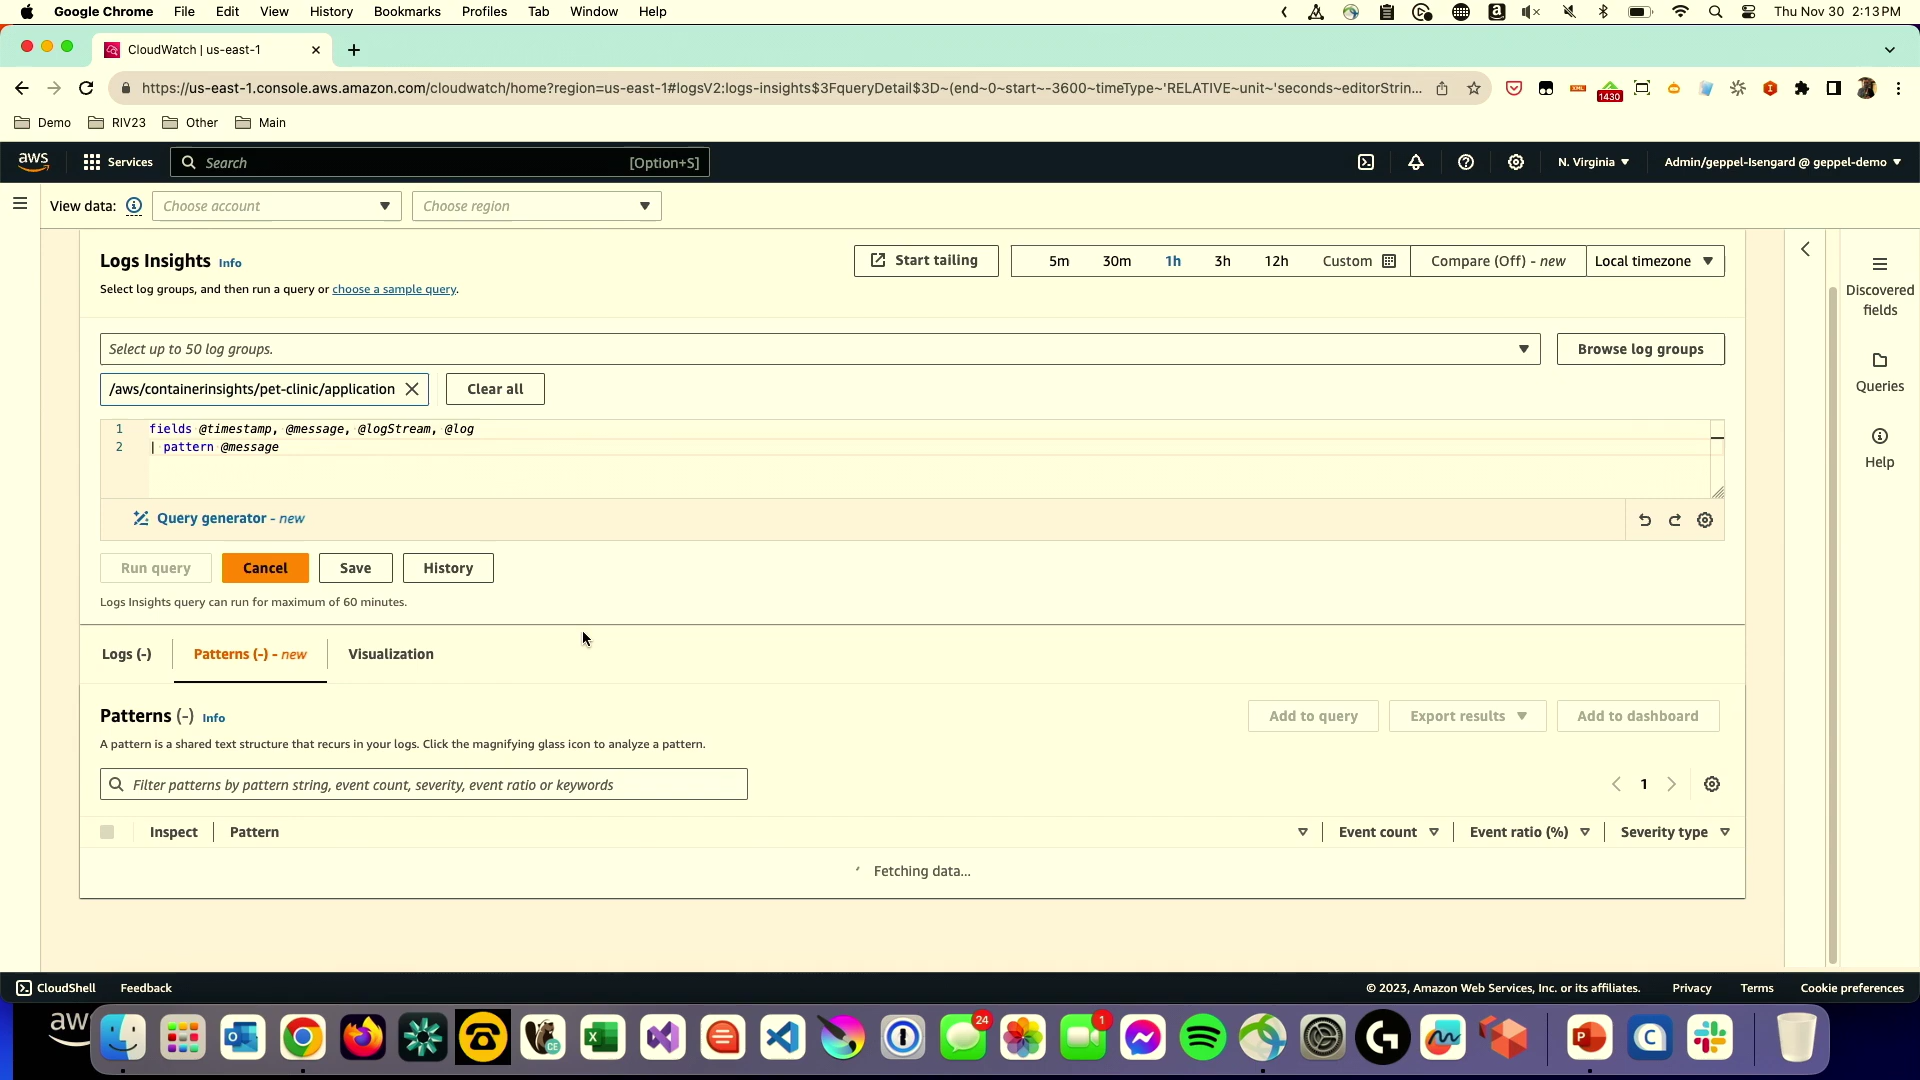 Google Chrome File Edit View History Bookmarks Profiles Tab Window Help Thu Nov 30 2:13 PM
CloudWatch | us-east-1
https://us-east-1.console.aws.amazon.com/cloudwatch/home?region=us-east-1#logsV2:logs-insights$3FqueryDetail$3D~(end~0~start~-3600~timeType~'RELATIVE~unit~'seconds~editorStrin...
1430
Demo RIV23 Other Main
aws Services Search [Option+S] N. Virginia Admin/geppel-Isengard @ geppel-demo
View data: Choose account Choose region
Logs Insights Info
Start tailing 5m 30m 1h 3h 12h Custom Compare (Off) - new Local timezone
Select log groups, and then run a query or choose a sample query.
Discovered
fields
Select up to 50 log groups.
Browse log groups
Queries
/aws/containerinsights/pet-clinic/application Clear all
1 fields @timestamp, @message, @logStream, @log
2 | pattern @message
Help
Query generator - new
Run query Cancel Save History
Logs Insights query can run for maximum of 60 minutes.
Logs (-) Patterns (-) - new Visualization
Patterns (-) Info
Add to query Export results Add to dashboard
A pattern is a shared text structure that recurs in your logs. Click the magnifying glass icon to analyze a pattern.
Filter patterns by pattern string, event count, severity, event ratio or keywords
1
Inspect Pattern Event count Event ratio (%) Severity type
Fetching data...
CloudShell Feedback © 2023, Amazon Web Services, Inc. or its affiliates. Privacy Terms Cookie preferences
24
1